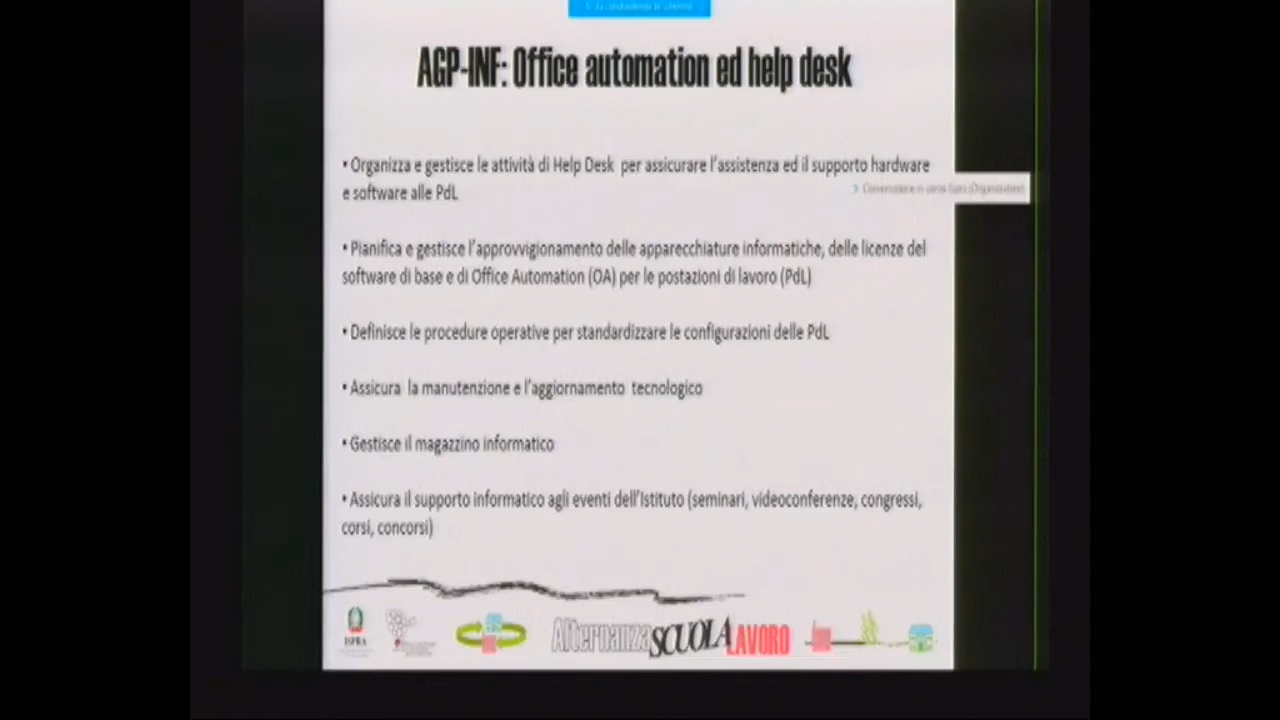 AGP-INF: Office automation ed help desk
• Organizza e gestisce le attività di Help Desk per assicurare l'assistenza ed il supporto hardware
e software alle PdL
• Pianifica e gestisce l'approvvigionamento delle apparecchiature informatiche, delle licenze del
software di base e di Office Automation (OA) per le postazioni di lavoro (PdL)
• Definisce le procedure operative per standardizzare le configurazioni delle PdL
• Assicura la manutenzione e l'aggiornamento tecnologico
• Gestisce il magazzino informatico
• Assicura il supporto informatico agli eventi dell'Istituto (seminari, videoconferenze, congressi,
corsi, concorsi)
ISPRA
Alternanza SCUOLA LAVORO